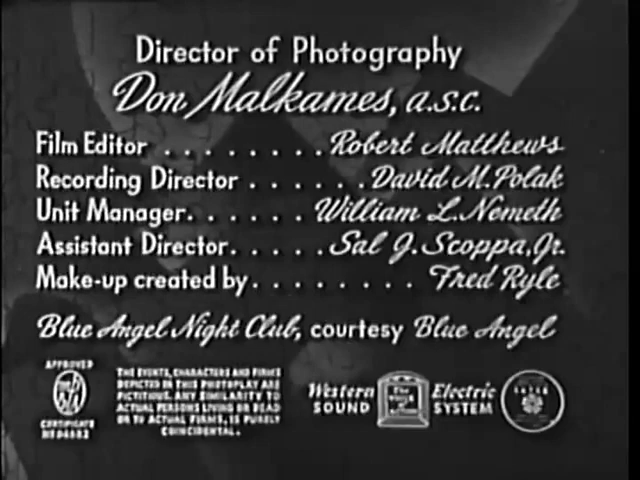 Director of Photography
Don Malkames, a.s.c.
Film Editor . . . . . . . . Robert Matthews
Recording Director . . . . . . David M. Polak
Unit Manager. . . . . . William L. Nemeth
Assistant Director. . . . . Sal J. Scoppa, Jr.
Make-up created by. . . . . . . . . Fred Ryle
Blue Angel Night Club, courtesy Blue Angel
APPROVED
CERTIFICATE
THE EVENTS, CHARACTERS AND FIRMS
DEPICTED IN THIS PHOTOPLAY ARE
FICTITIOUS. ANY SIMILARITY TO
ACTUAL PERSONS LIVING OR DEAD
OR TO ACTUAL FIRMS, IS PURELY
COINCIDENTAL.
Western Electric
SOUND SYSTEM